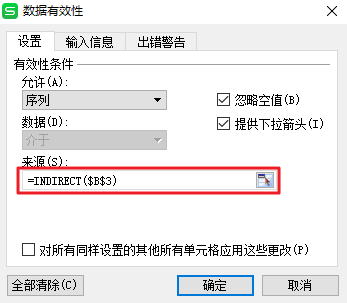 数据有效性
设置 输入信息 出错警告
有效性条件
允许(A):
序列
忽略空值(B)
数据(D):
介于
提供下拉箭头(I)
来源(S):
=INDIRECT($B$3)
对所有同样设置的其他所有单元格应用这些更改(P)
全部清除(C) 确定 取消